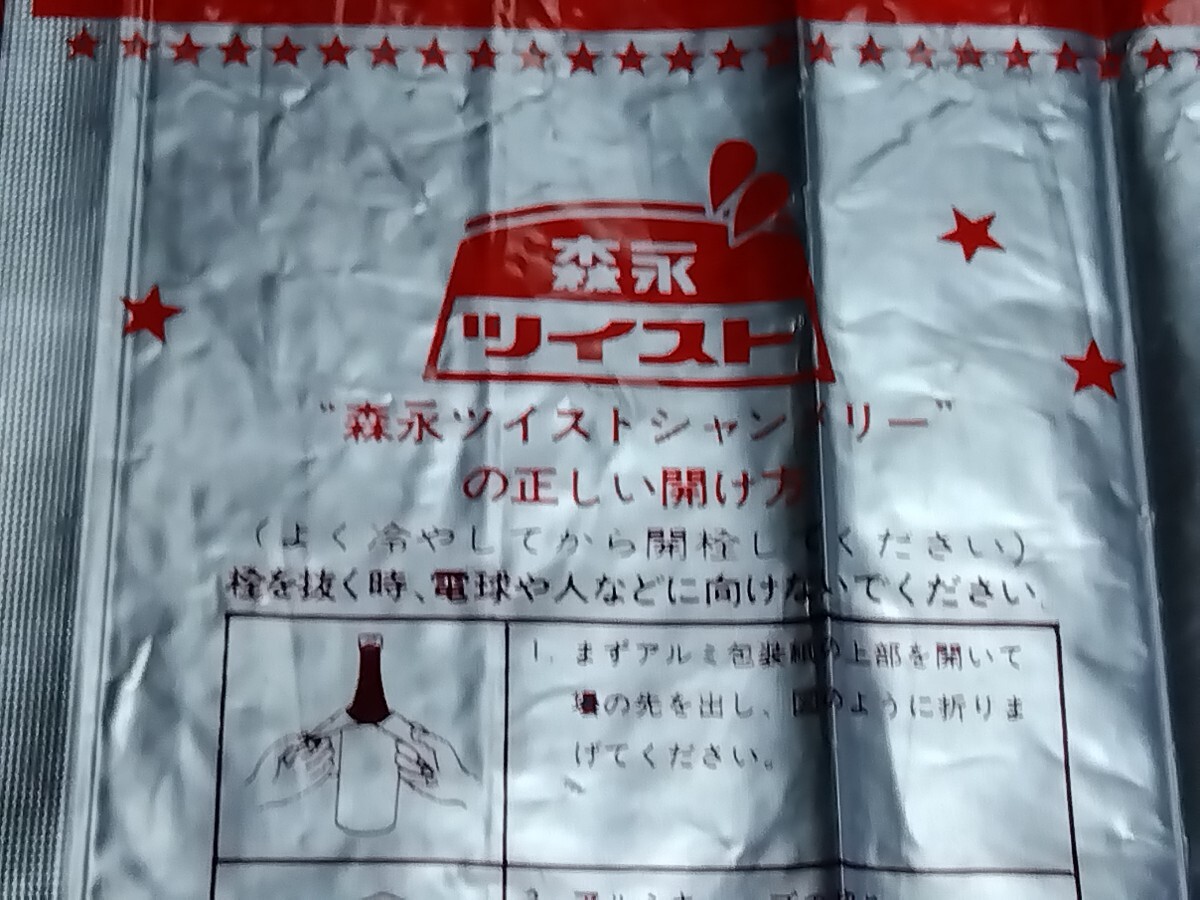 森永
ツイスト
"森永ツイストシャンメリー"
の正しい開け方
(よく冷やしてから開栓してください)
栓を抜く時、電球や人などに向けないでください
1. まずアルミ包装紙の上部を開いて
の先を出し、図のように折りま
げてください。